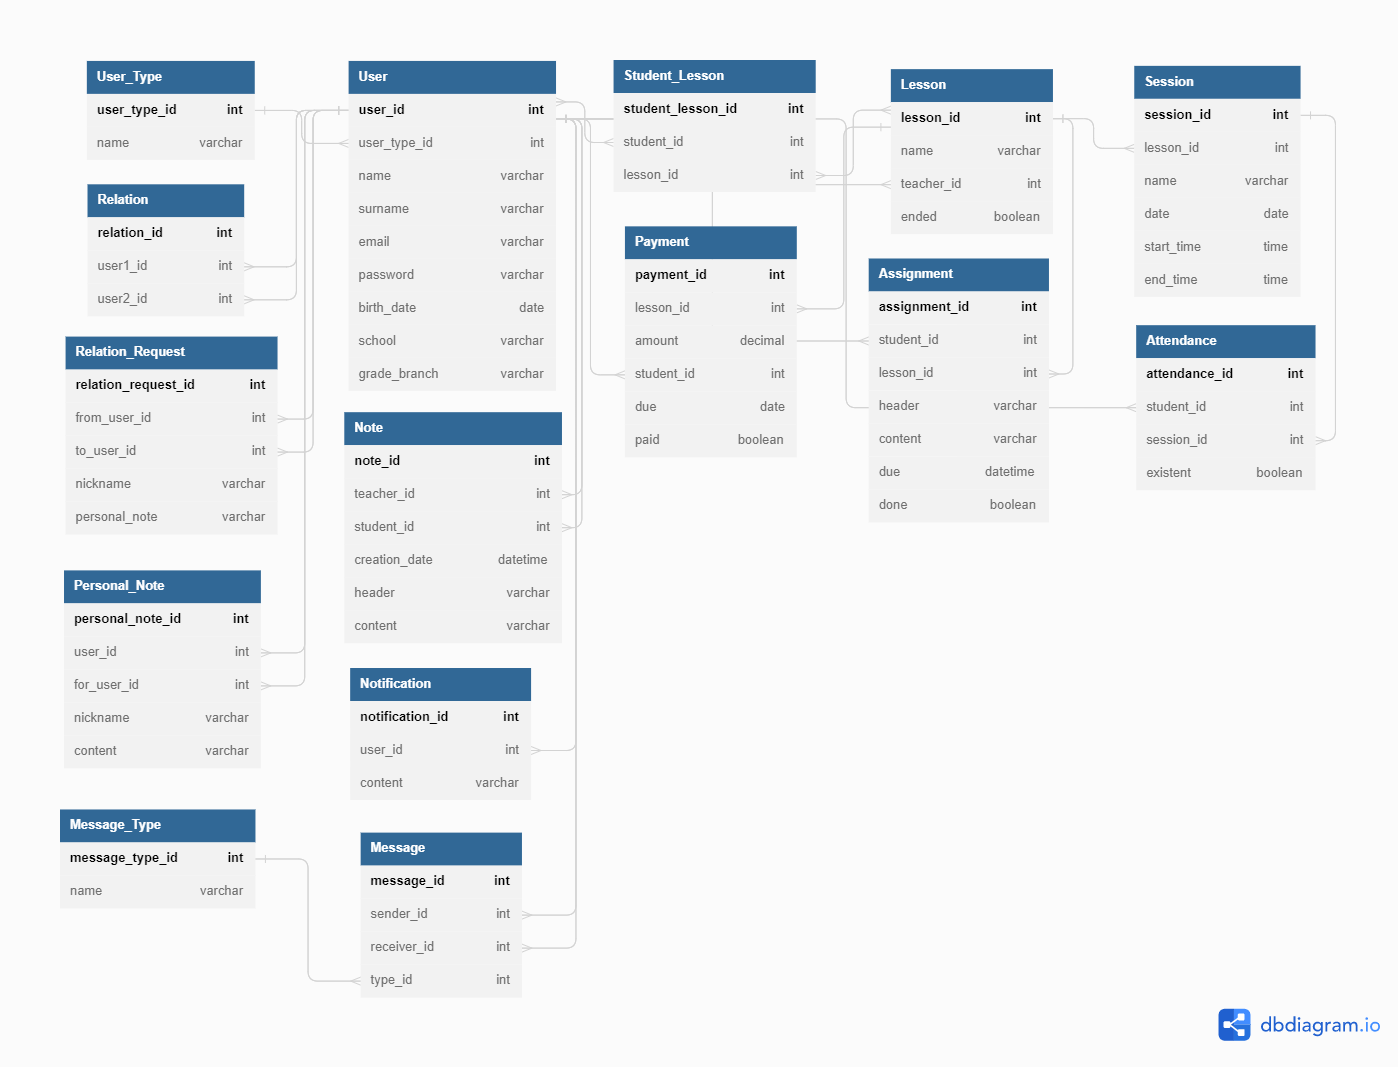 User_Type
user_type_id int
name varchar
Relation
relation_id int
user1_id int
user2_id int
Relation_Request
relation_request_id int
from_user_id int
to_user_id int
nickname varchar
personal_note varchar
Personal_Note
personal_note_id int
user_id int
for_user_id int
nickname varchar
content varchar
Message_Type
message_type_id int
name varchar
User
user_id int
user_type_id int
name varchar
surname varchar
email varchar
password varchar
birth_date date
school varchar
grade_branch varchar
Note
note_id int
teacher_id int
student_id int
creation_date datetime
header varchar
content varchar
Notification
notification_id int
user_id int
content varchar
Message
message_id int
sender_id int
receiver_id int
type_id int
Student_Lesson
student_lesson_id int
student_id int
lesson_id int
Payment
payment_id int
lesson_id int
amount decimal
student_id int
due date
paid boolean
Lesson
lesson_id int
name varchar
teacher_id int
ended boolean
Assignment
assignment_id int
student_id int
lesson_id int
header varchar
content varchar
due datetime
done boolean
Session
session_id int
lesson_id int
name varchar
date date
start_time time
end_time time
Attendance
attendance_id int
student_id int
session_id int
existent boolean
dbdiagram.io